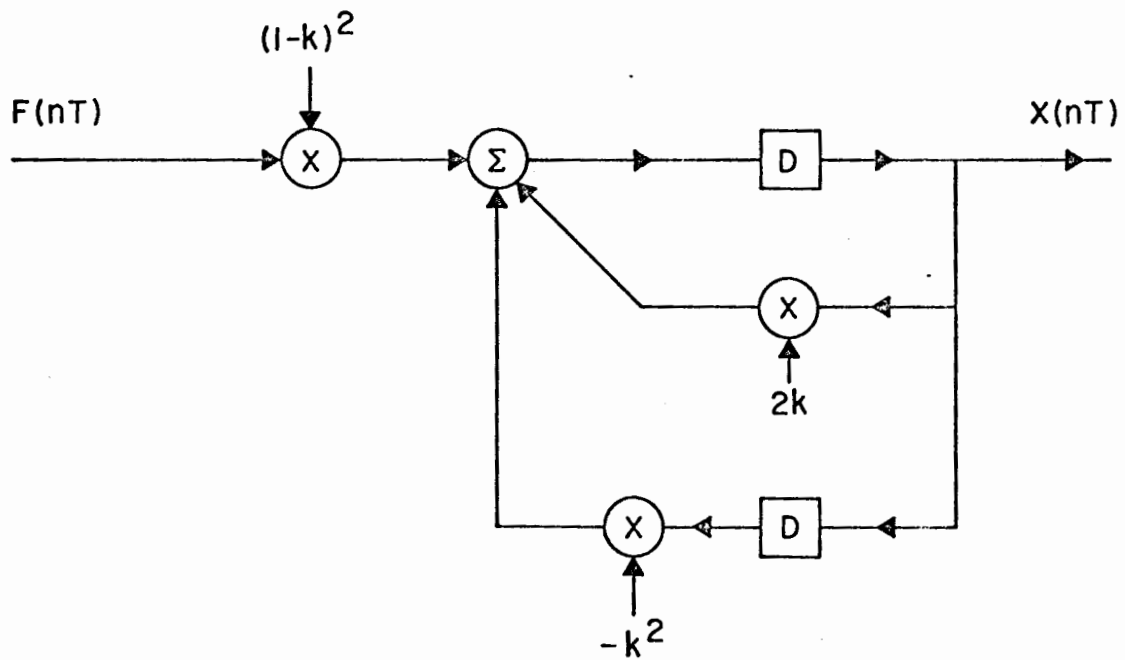 (1-k)²
F(nT)
X(nT)
X
Σ
D
X
2k
X
D
-k²